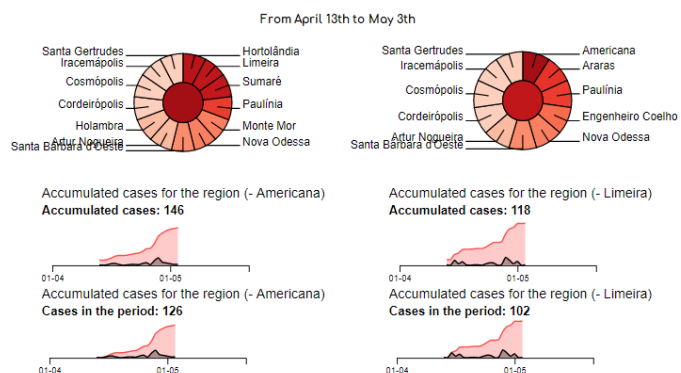 From April 13th to May 3th
Santa Gertrudes
Iracemápolis
Cosmópolis
Cordeirópolis
Holambra
Artur Nogueira
Santa Bárbara d'Oeste
Hortolândia
Limeira
Sumaré
Paulínia
Monte Mor
Nova Odessa
Santa Gertrudes
Iracemápolis
Cosmópolis
Cordeirópolis
Artur Nogueira
Santa Bárbara d'Oeste
Americana
Araras
Paulínia
Engenheiro Coelho
Nova Odessa
Accumulated cases for the region (- Americana)
Accumulated cases: 146
01-04 01-05
Accumulated cases for the region (- Americana)
Cases in the period: 126
01-04 01-05
Accumulated cases for the region (- Limeira)
Accumulated cases: 118
01-04 01-05
Accumulated cases for the region (- Limeira)
Cases in the period: 102
01-04 01-05